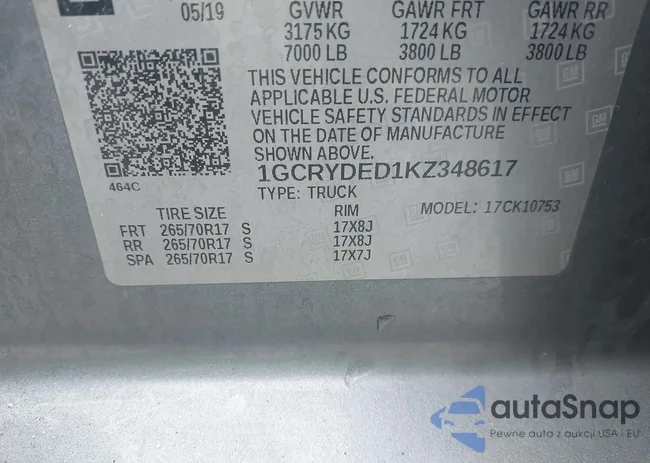 05/19 GVWR GAWR FRT GAWR RR
3175 KG 1724 KG 1724 KG
7000 LB 3800 LB 3800 LB
THIS VEHICLE CONFORMS TO ALL
APPLICABLE U.S. FEDERAL MOTOR
VEHICLE SAFETY STANDARDS IN EFFECT
ON THE DATE OF MANUFACTURE
SHOWN ABOVE.
464C
1GCRYDED1KZ348617
TYPE: TRUCK
MODEL: 17CK10753
TIRE SIZE RIM
FRT 265/70R17 S 17X8J
RR 265/70R17 S 17X8J
SPA 265/70R17 S 17X7J
GM
autoSnap
Pewne auta z aukcji USA i EU